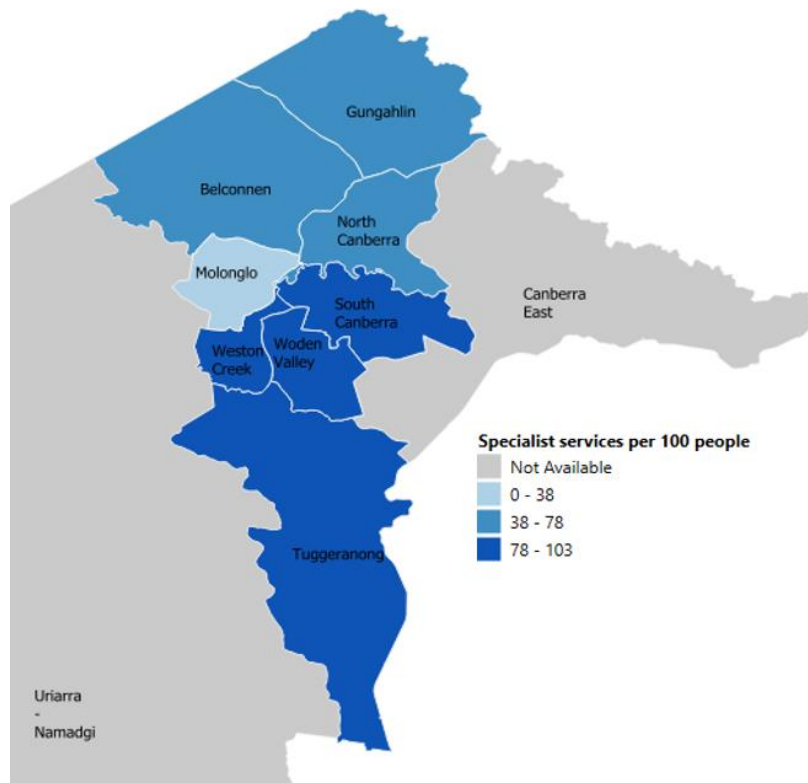 Gungahlin
Belconnen
North
Canberra
Molonglo
South
Canberra
Canberra
East
Weston
Creek
Woden
Valley
Specialist services per 100 people
Not Available
0 - 38
38 - 78
78 - 103
Tuggeranong
Uriarra
-
Namadgi